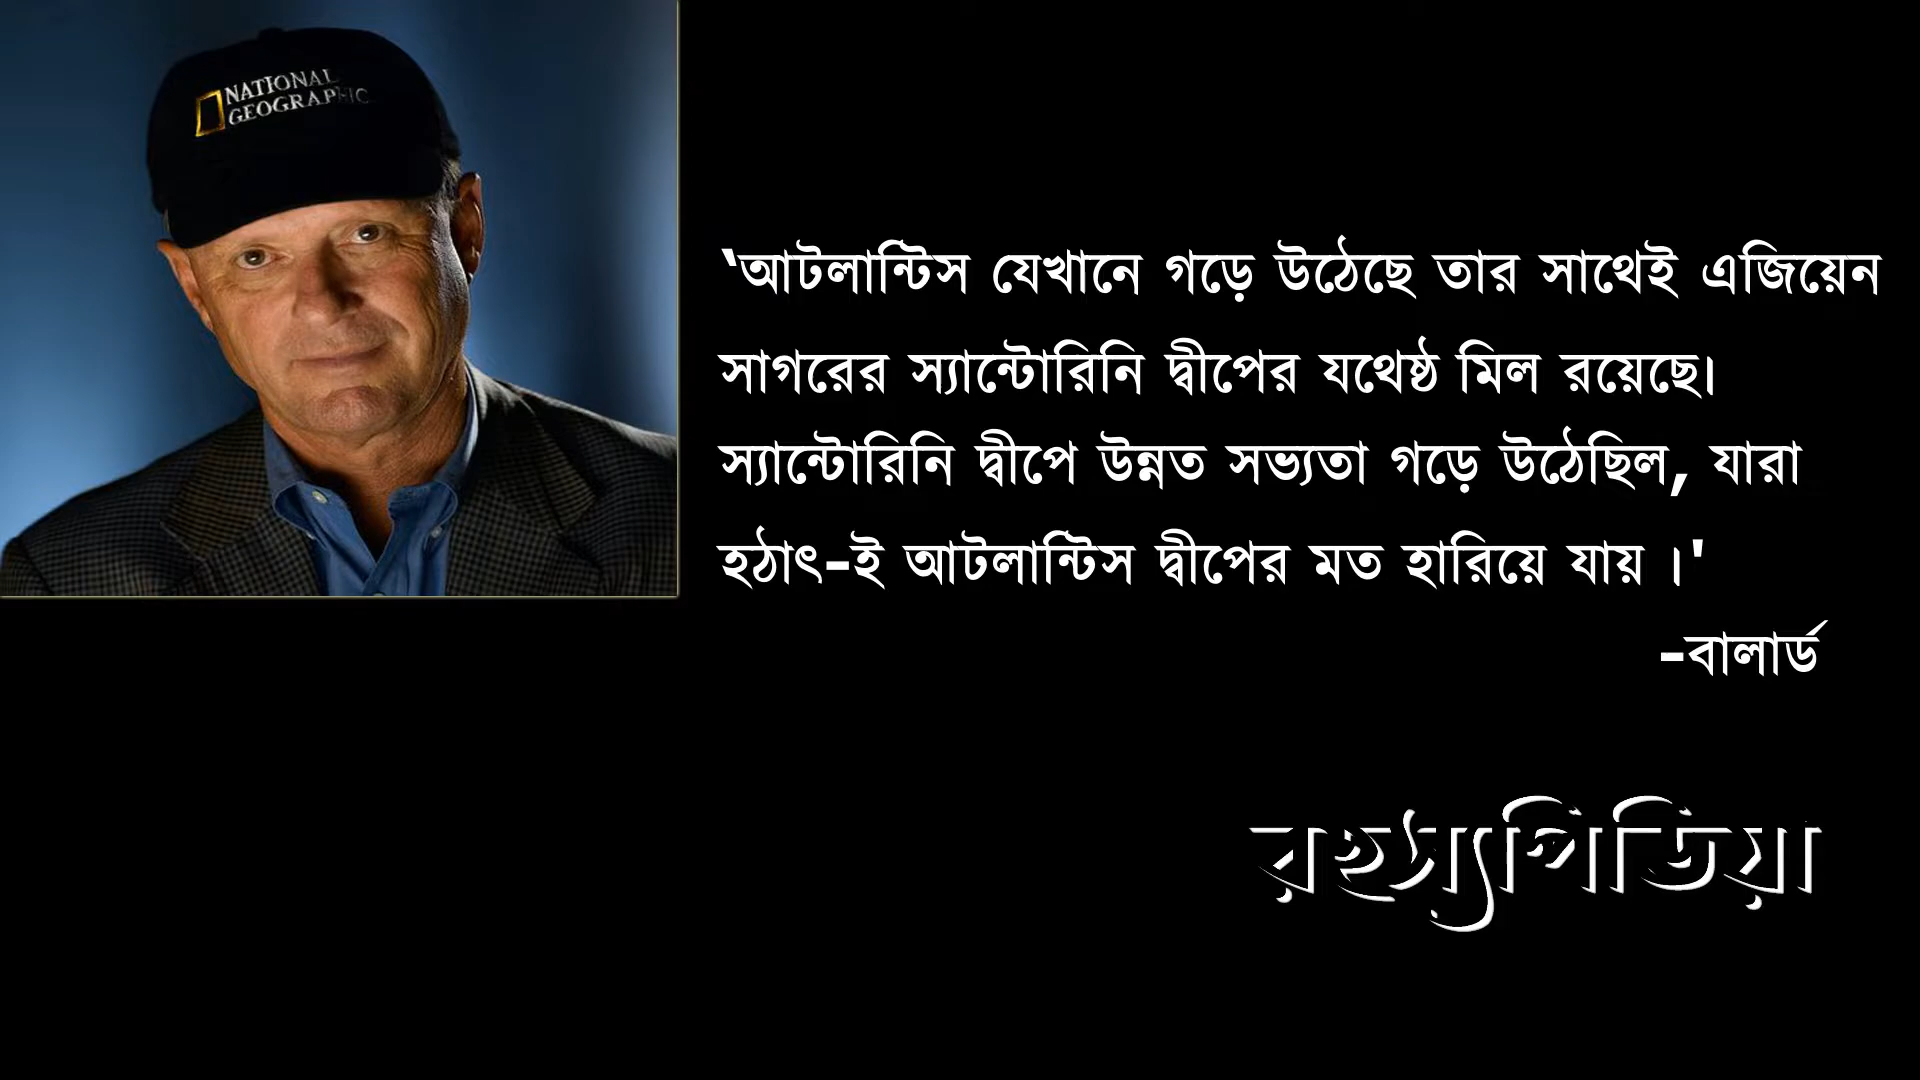 NATIONAL
GEOGRAPHIC
‘আটলান্টিস যেখানে গড়ে উঠেছে তার সাথেই এজিয়েন
সাগরের স্যান্টোরিনি দ্বীপের যথেষ্ঠ মিল রয়েছে।
স্যান্টোরিনি দ্বীপে উন্নত সভ্যতা গড়ে উঠেছিল, যারা
হঠাৎ-ই আটলান্টিস দ্বীপের মত হারিয়ে যায় ।'
-বালার্ড
রহস্যপিডিয়া